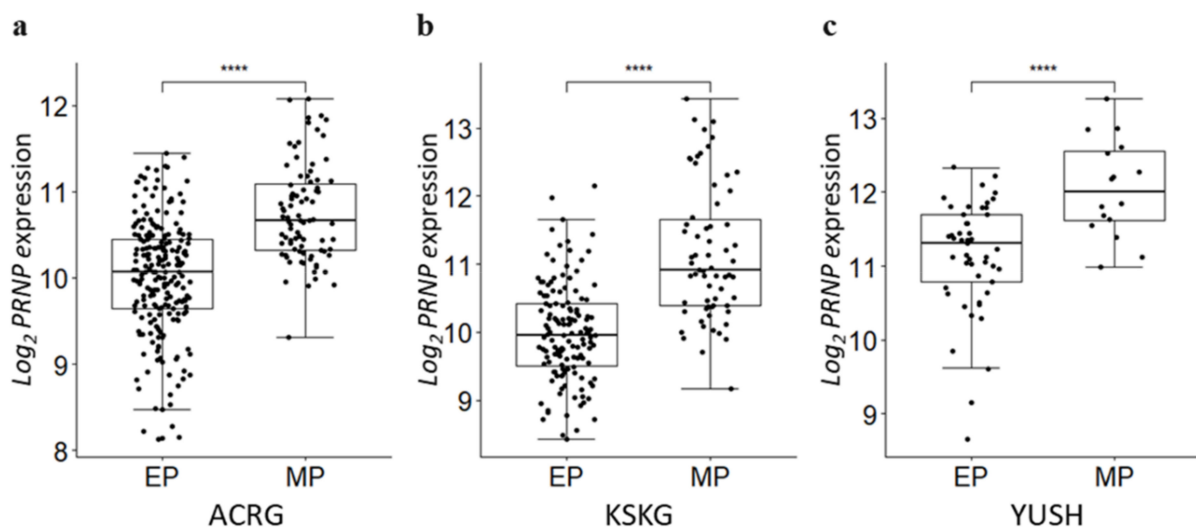 a
b
c
****
****
****
Log₂ PRNP expression
12
11
10
9
8
EP
MP
ACRG
Log₂ PRNP expression
13
12
11
10
9
EP
MP
KSKG
Log₂ PRNP expression
13
12
11
10
9
EP
MP
YUSH